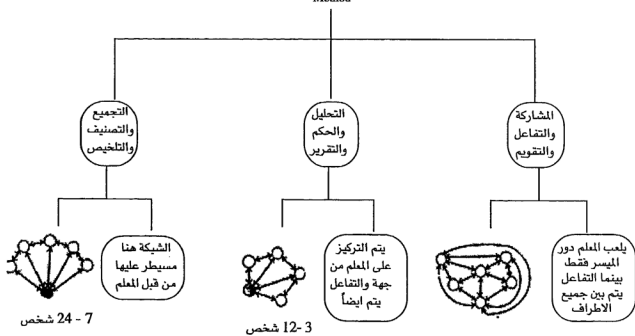 Method
المشاركة
والتفاعل
والتقويم
التحليل
والحكم
والتقرير
التجميع
والتصنيف
والتلخيص
يلعب المعلم دور
الميسر فقط
بينما التفاعل
يتم بين جميع
الاطراف
يتم التركيز
على المعلم من
جهة والتفاعل
يتم ايضاً
3 -12 شخص
الشبكة هنا
مسيطر عليها
من قبل المعلم
7 - 24 شخص